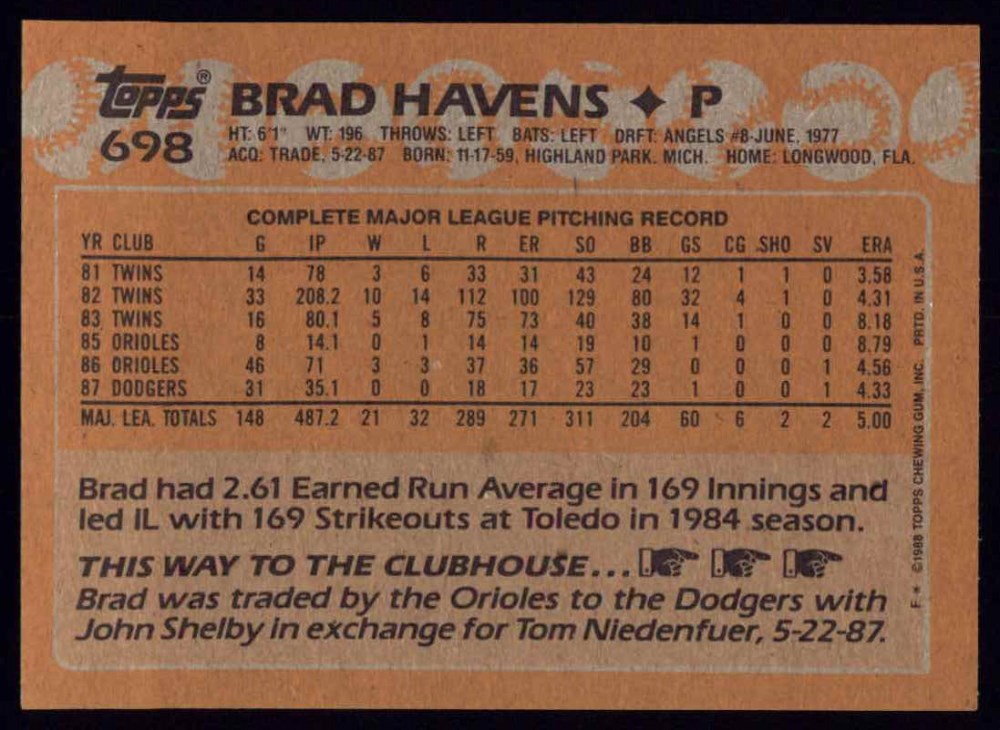 Topps® BRAD HAVENS ✦ P
698 HT: 6'1" WT: 196 THROWS: LEFT BATS: LEFT DRFT: ANGELS #8-JUNE, 1977
ACQ: TRADE, 5-22-87 BORN: 11-17-59, HIGHLAND PARK, MICH. HOME: LONGWOOD, FLA.
COMPLETE MAJOR LEAGUE PITCHING RECORD
YR CLUB G IP W L R ER SO BB GS CG SHO SV ERA
81 TWINS 14 78 3 6 33 31 43 24 12 1 1 0 3.58
82 TWINS 33 208.2 10 14 112 100 129 80 32 4 1 0 4.31
83 TWINS 16 80.1 5 8 75 73 40 38 14 1 0 0 8.18
85 ORIOLES 8 14.1 0 1 14 14 19 10 1 0 0 0 8.79
86 ORIOLES 46 71 3 3 37 36 57 29 0 0 0 1 4.56
87 DODGERS 31 35.1 0 0 18 17 23 23 1 0 0 1 4.33
MAJ. LEA. TOTALS 148 487.2 21 32 289 271 311 204 60 6 2 2 5.00
Brad had 2.61 Earned Run Average in 169 Innings and
led IL with 169 Strikeouts at Toledo in 1984 season.
THIS WAY TO THE CLUBHOUSE...
Brad was traded by the Orioles to the Dodgers with
John Shelby in exchange for Tom Niedenfuer, 5-22-87.
F * ©1988 TOPPS CHEWING GUM, INC. PRTD. IN U.S.A.